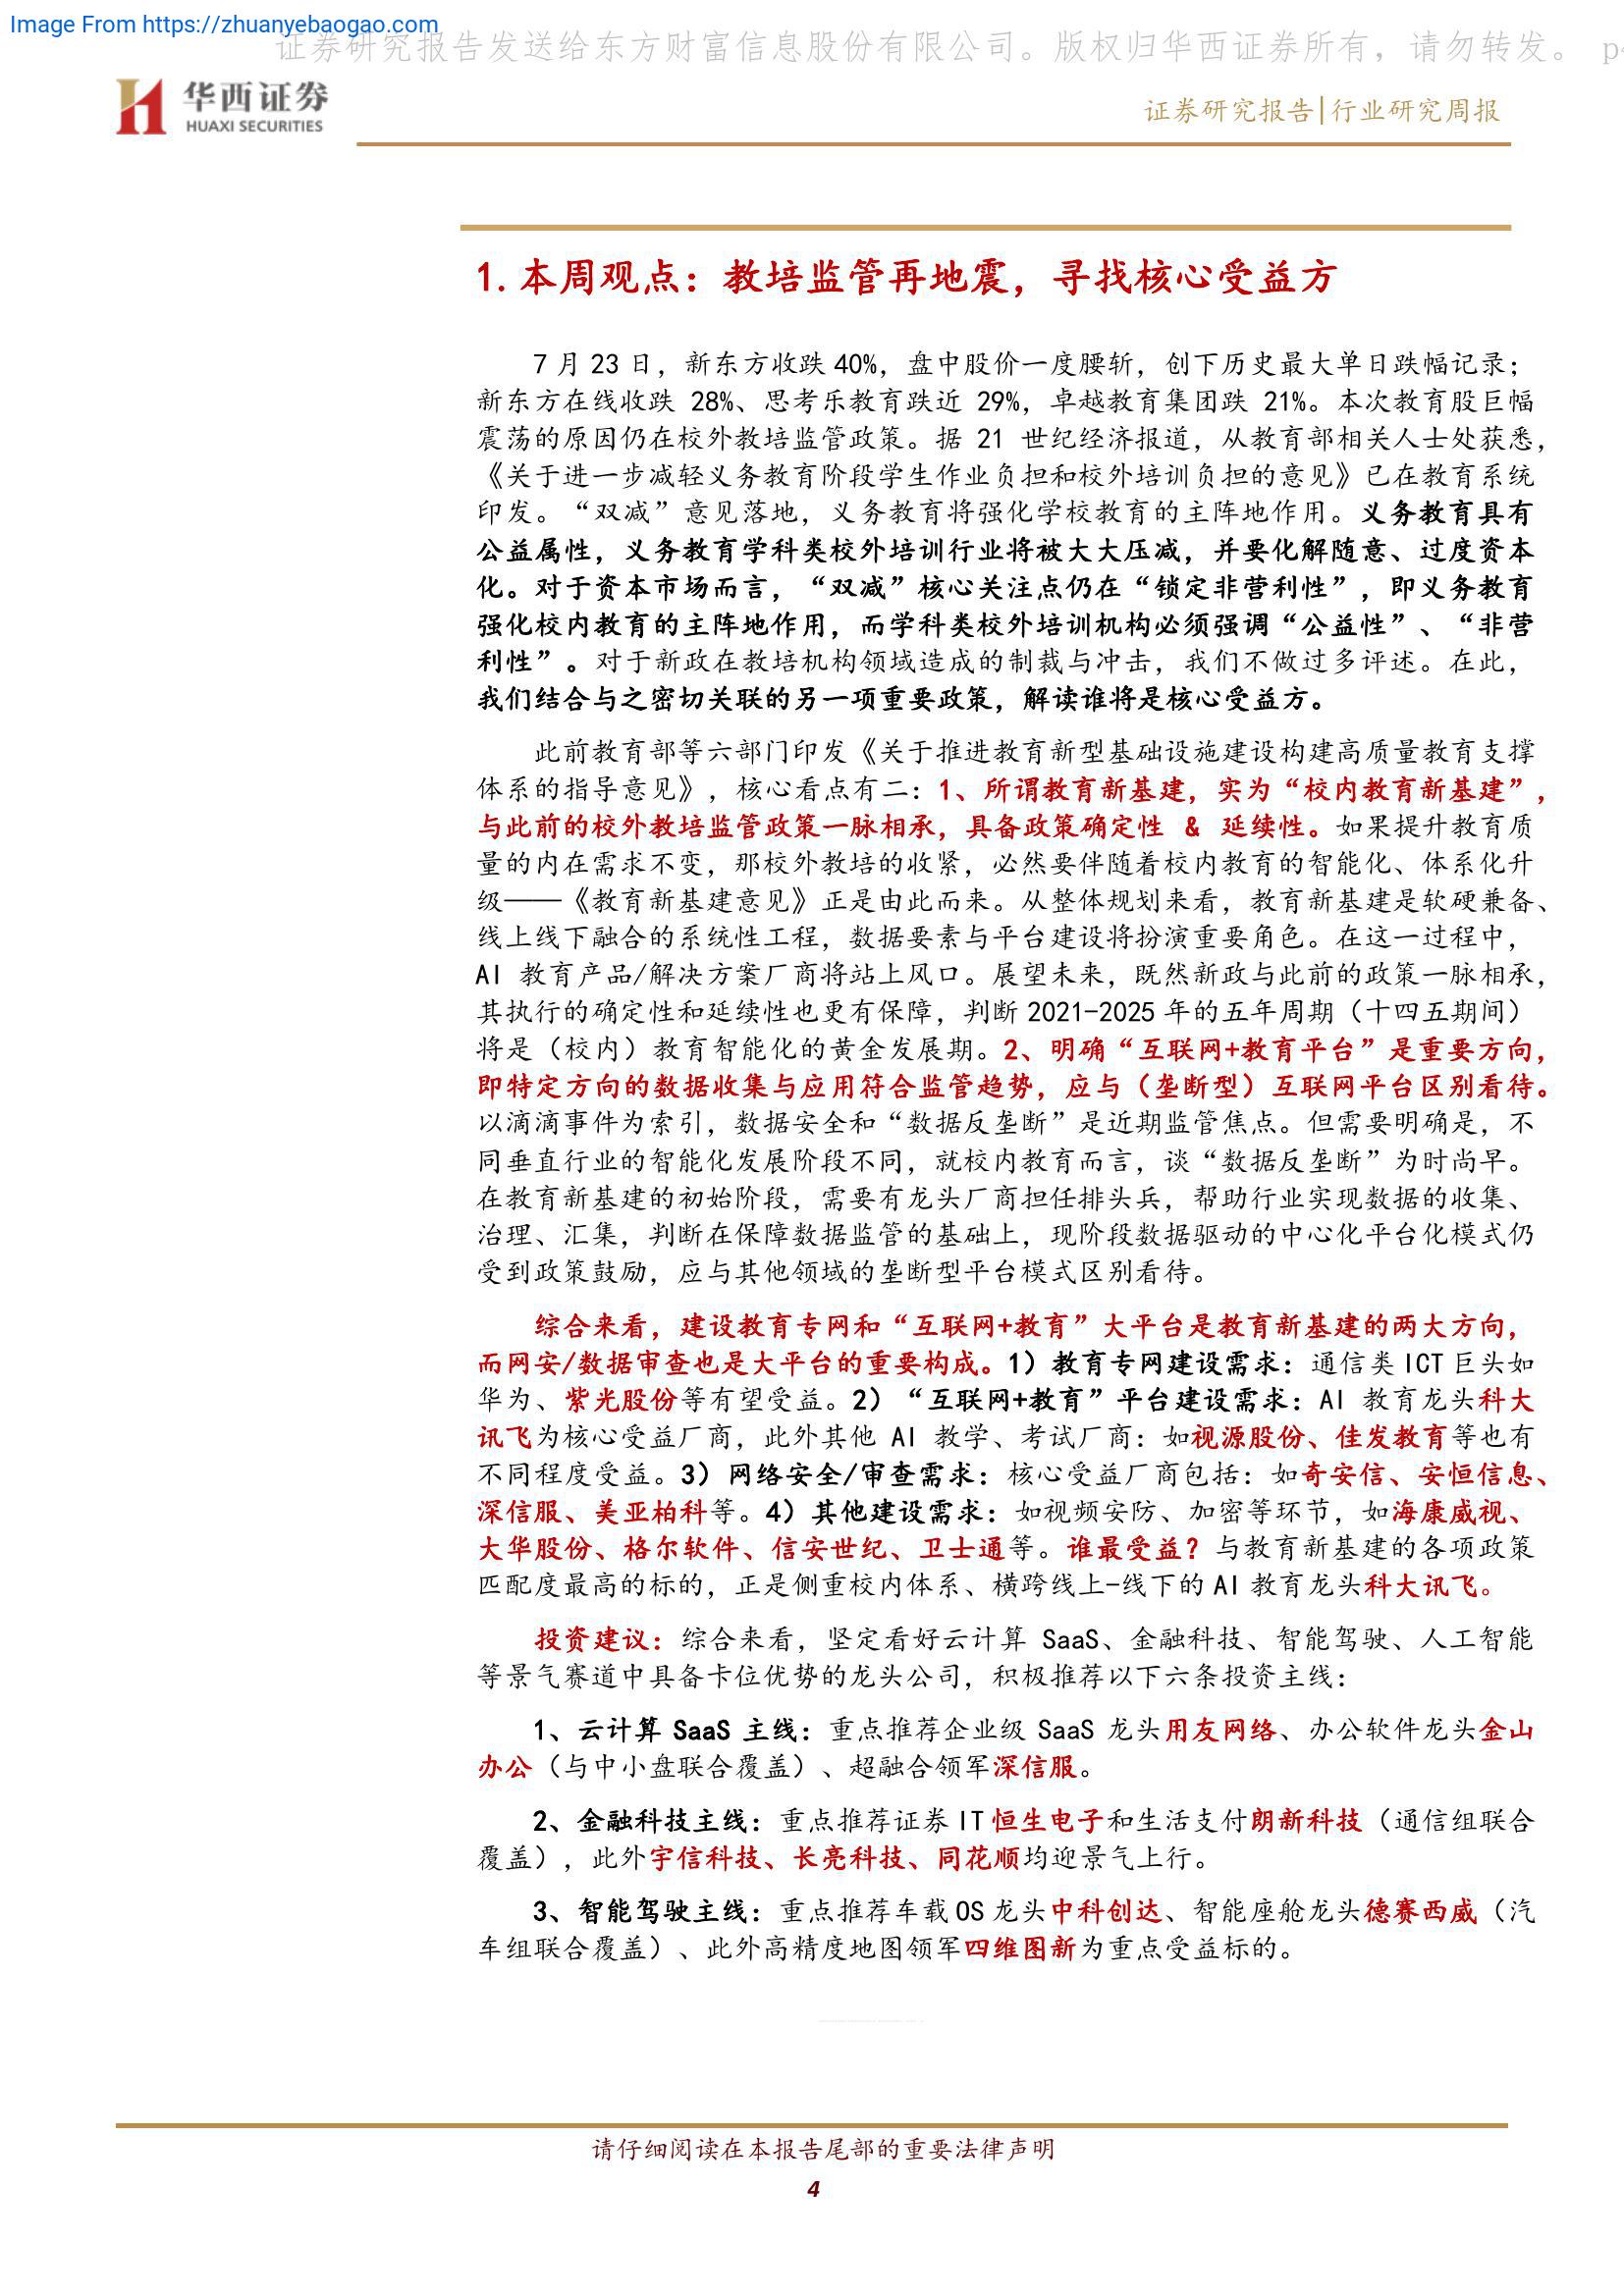 Image From https://zhuanyebaogao.com
证券研究报告发送给东方财富信息股份有限公司。版权归华西证券所有，请勿转发。 p4
华西证券
HUAXI SECURITIES
证券研究报告|行业研究周报
1. 本周观点：教培监管再地震，寻找核心受益方
7 月 23 日，新东方收跌 40%，盘中股价一度腰斩，创下历史最大单日跌幅记录；
新东方在线收跌 28%、思考乐教育跌近 29%，卓越教育集团跌 21%。本次教育股巨幅
震荡的原因仍在校外教培监管政策。据 21 世纪经济报道，从教育部相关人士处获悉，
《关于进一步减轻义务教育阶段学生作业负担和校外培训负担的意见》已在教育系统
印发。“双减”意见落地，义务教育将强化学校教育的主阵地作用。义务教育具有
公益属性，义务教育学科类校外培训行业将被大大压减，并要化解随意、过度资本
化。对于资本市场而言，“双减”核心关注点仍在“锁定非营利性”，即义务教育
强化校内教育的主阵地作用，而学科类校外培训机构必须强调“公益性”、“非营
利性”。对于新政在教培机构领域造成的制裁与冲击，我们不做过多评述。在此，
我们结合与之密切关联的另一项重要政策，解读谁将是核心受益方。
此前教育部等六部门印发《关于推进教育新型基础设施建设构建高质量教育支撑
体系的指导意见》，核心看点有二：1、所谓教育新基建，实为“校内教育新基建”，
与此前的校外教培监管政策一脉相承，具备政策确定性 & 延续性。如果提升教育质
量的内在需求不变，那校外教培的收紧，必然要伴随着校内教育的智能化、体系化升
级——《教育新基建意见》正是由此而来。从整体规划来看，教育新基建是软硬兼备、
线上线下融合的系统性工程，数据要素与平台建设将扮演重要角色。在这一过程中，
AI 教育产品/解决方案厂商将站上风口。展望未来，既然新政与此前的政策一脉相承，
其执行的确定性和延续性也更有保障，判断 2021-2025 年的五年周期（十四五期间）
将是（校内）教育智能化的黄金发展期。2、明确“互联网+教育平台”是重要方向，
即特定方向的数据收集与应用符合监管趋势，应与（垄断型）互联网平台区别看待。
以滴滴事件为索引，数据安全和“数据反垄断”是近期监管焦点。但需要明确是，不
同垂直行业的智能化发展阶段不同，就校内教育而言，谈“数据反垄断”为时尚早。
在教育新基建的初始阶段，需要有龙头厂商担任排头兵，帮助行业实现数据的收集、
治理、汇集，判断在保障数据监管的基础上，现阶段数据驱动的中心化平台化模式仍
受到政策鼓励，应与其他领域的垄断型平台模式区别看待。
综合来看，建设教育专网和“互联网+教育”大平台是教育新基建的两大方向，
而网安/数据审查也是大平台的重要构成。1）教育专网建设需求：通信类 ICT 巨头如
华为、紫光股份等有望受益。2）“互联网+教育”平台建设需求：AI 教育龙头科大
讯飞为核心受益厂商，此外其他 AI 教学、考试厂商：如视源股份、佳发教育等也有
不同程度受益。3）网络安全/审查需求：核心受益厂商包括：如奇安信、安恒信息、
深信服、美亚柏科等。4）其他建设需求：如视频安防、加密等环节，如海康威视、
大华股份、格尔软件、信安世纪、卫士通等。谁最受益？与教育新基建的各项政策
匹配度最高的标的，正是侧重校内体系、横跨线上-线下的 AI 教育龙头科大讯飞。
投资建议：综合来看，坚定看好云计算 SaaS、金融科技、智能驾驶、人工智能
等景气赛道中具备卡位优势的龙头公司，积极推荐以下六条投资主线：
1、云计算 SaaS 主线：重点推荐企业级 SaaS 龙头用友网络、办公软件龙头金山
办公（与中小盘联合覆盖）、超融合领军深信服。
2、金融科技主线：重点推荐证券 IT 恒生电子和生活支付朗新科技（通信组联合
覆盖），此外宇信科技、长亮科技、同花顺均迎景气上行。
3、智能驾驶主线：重点推荐车载 OS 龙头中科创达、智能座舱龙头德赛西威（汽
车组联合覆盖）、此外高精度地图领军四维图新为重点受益标的。
请仔细阅读在本报告尾部的重要法律声明
4